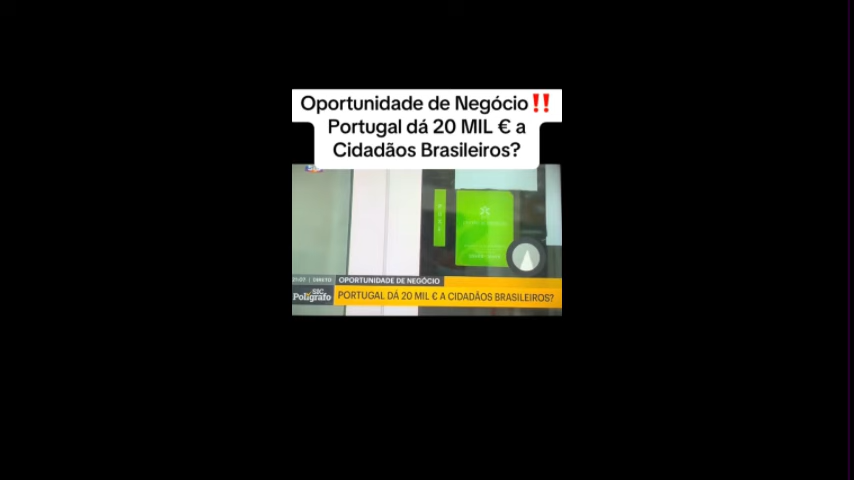 Oportunidade de Negócio‼️
Portugal dá 20 MIL € a
Cidadãos Brasileiros?
OPORTUNIDADE DE NEGÓCIO
SIC
Polígrafo
PORTUGAL DÁ 20 MIL € A CIDADÃOS BRASILEIROS?